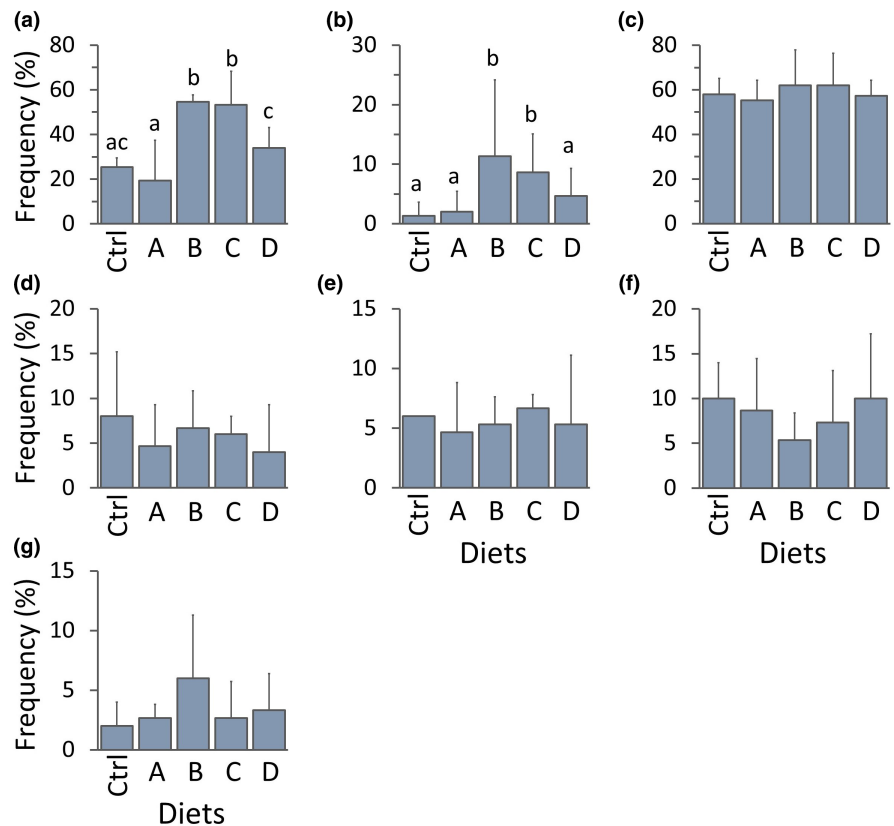 (a)
Frequency (%)
80
60
40
20
0
ac
a
b
b
c
Ctrl A B C D
(b)
30
20
10
0
a
a
b
b
a
Ctrl A B C D
(c)
80
60
40
20
0
Ctrl A B C D
(d)
Frequency (%)
20
15
10
5
0
Ctrl A B C D
(e)
15
10
5
0
Ctrl A B C D
Diets
(f)
20
15
10
5
0
Ctrl A B C D
Diets
(g)
Frequency (%)
15
10
5
0
Ctrl A B C D
Diets